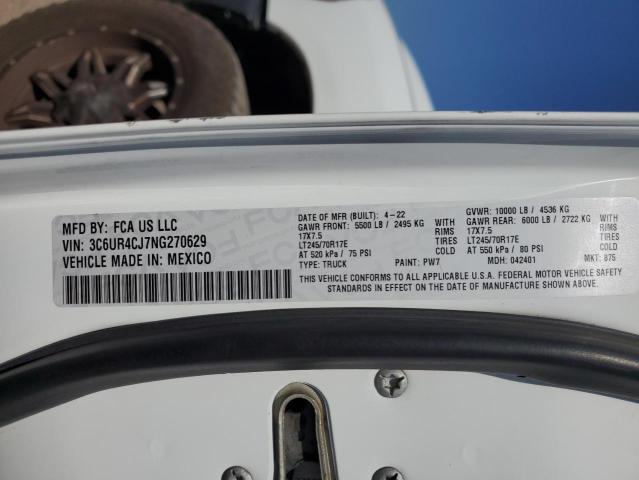 MFD BY: FCA US LLC
VIN: 3C6UR4CJ7NG270629
VEHICLE MADE IN: MEXICO
DATE OF MFR (BUILT): 4-22
GAWR FRONT: 5500 LB / 2495 KG WITH
17X7.5 RIMS
LT245/70R17E TIRES
AT 520 kPa / 75 PSI COLD
TYPE: TRUCK PAINT: PW7
GVWR: 10000 LB / 4536 KG
GAWR REAR: 6000 LB / 2722 KG WITH
17X7.5 RIMS
LT245/70R17E TIRES
AT 550 kPa / 80 PSI COLD
MDH: 042401 MKT: 875
THIS VEHICLE CONFORMS TO ALL APPLICABLE U.S.A. FEDERAL MOTOR VEHICLE SAFETY
STANDARDS IN EFFECT ON THE DATE OF MANUFACTURE SHOWN ABOVE.